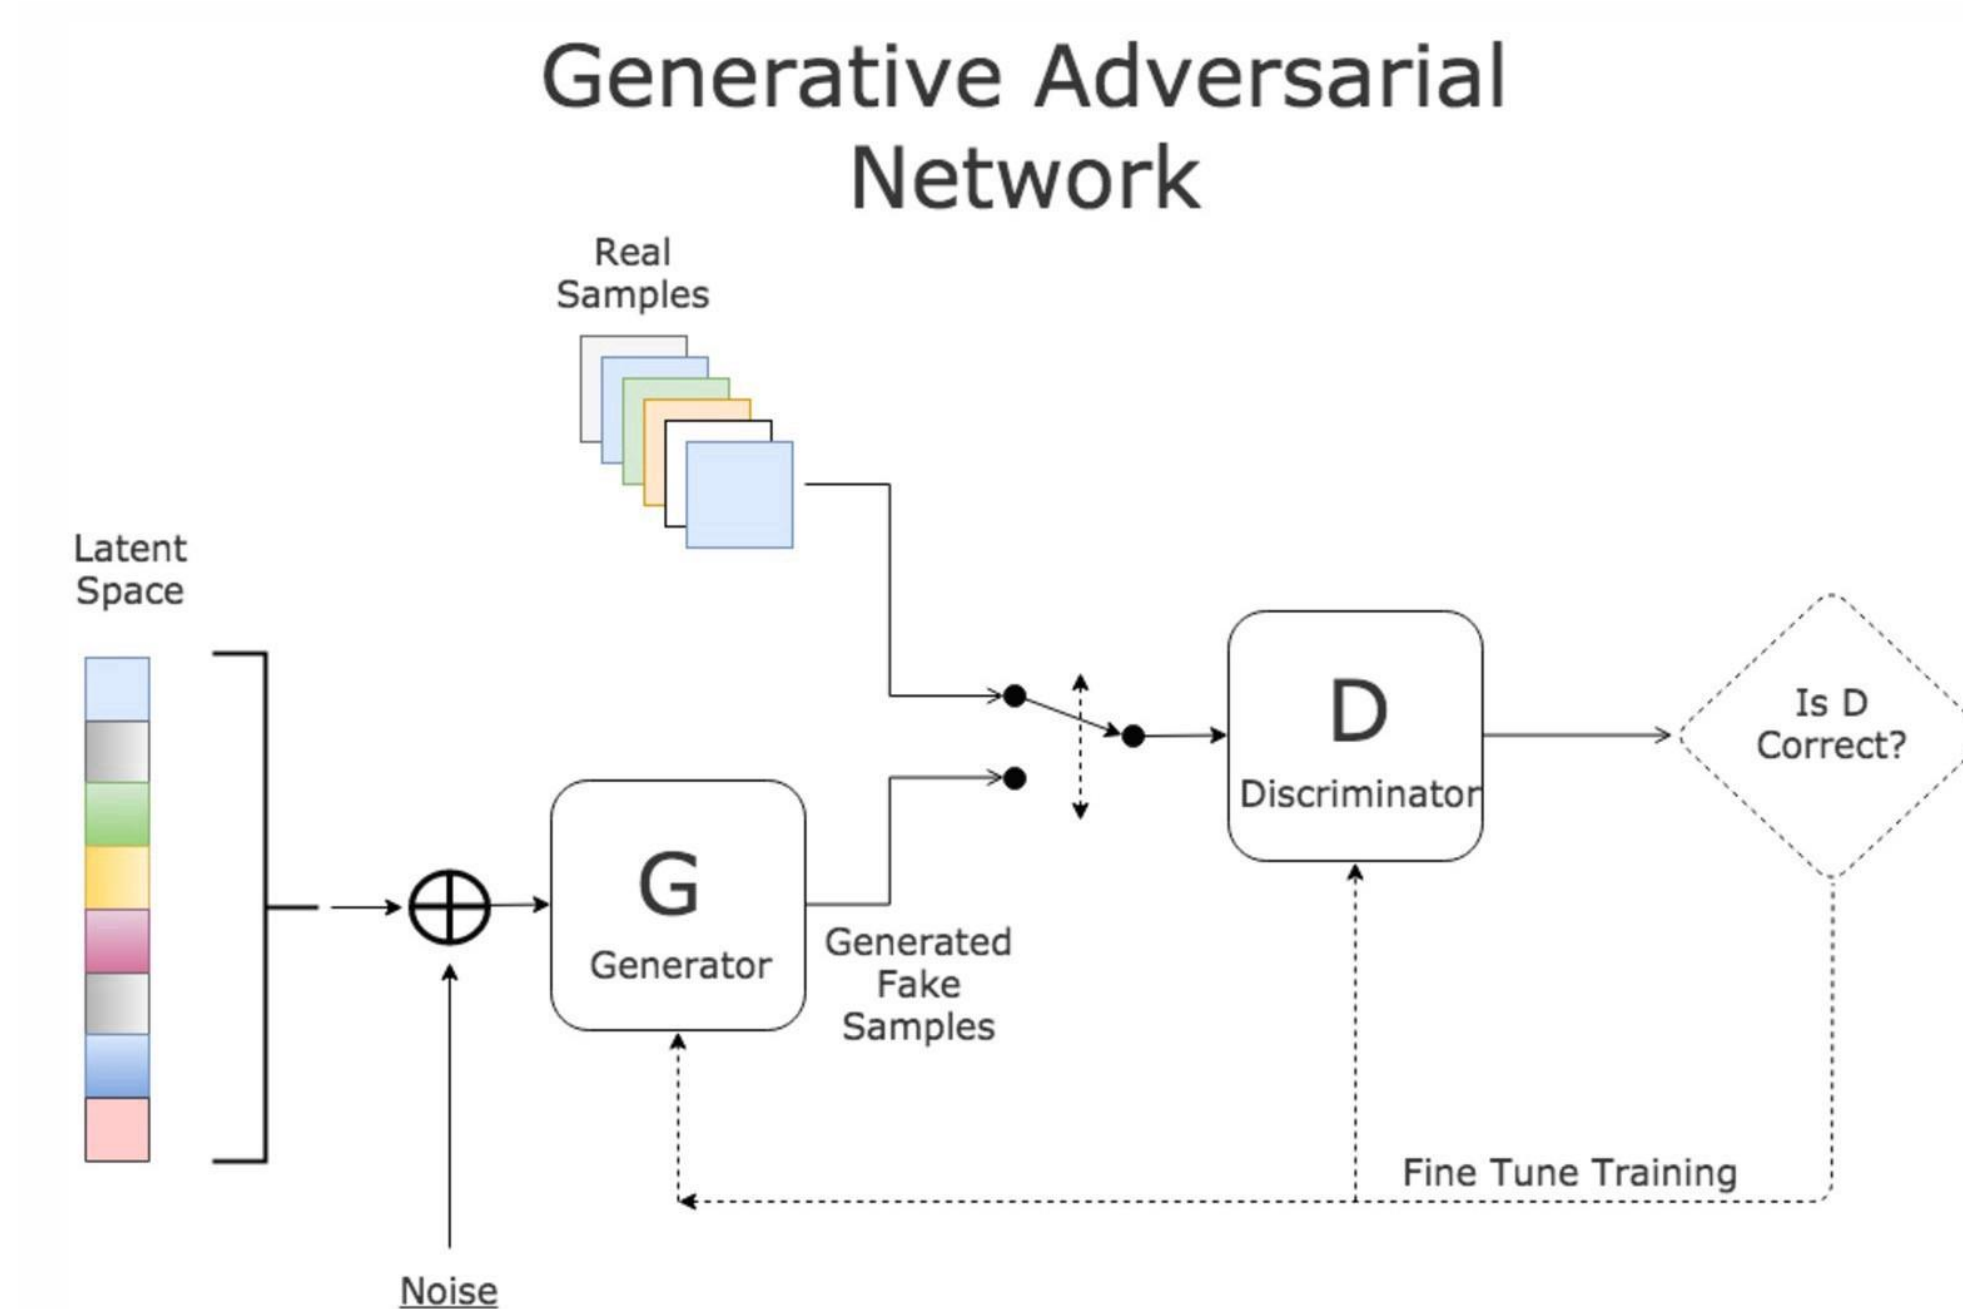 Generative Adversarial
Network
Real
Samples
Latent
Space
Is D
Correct?
D
Discriminator
G
Generator
Generated
Fake
Samples
Fine Tune Training
Noise